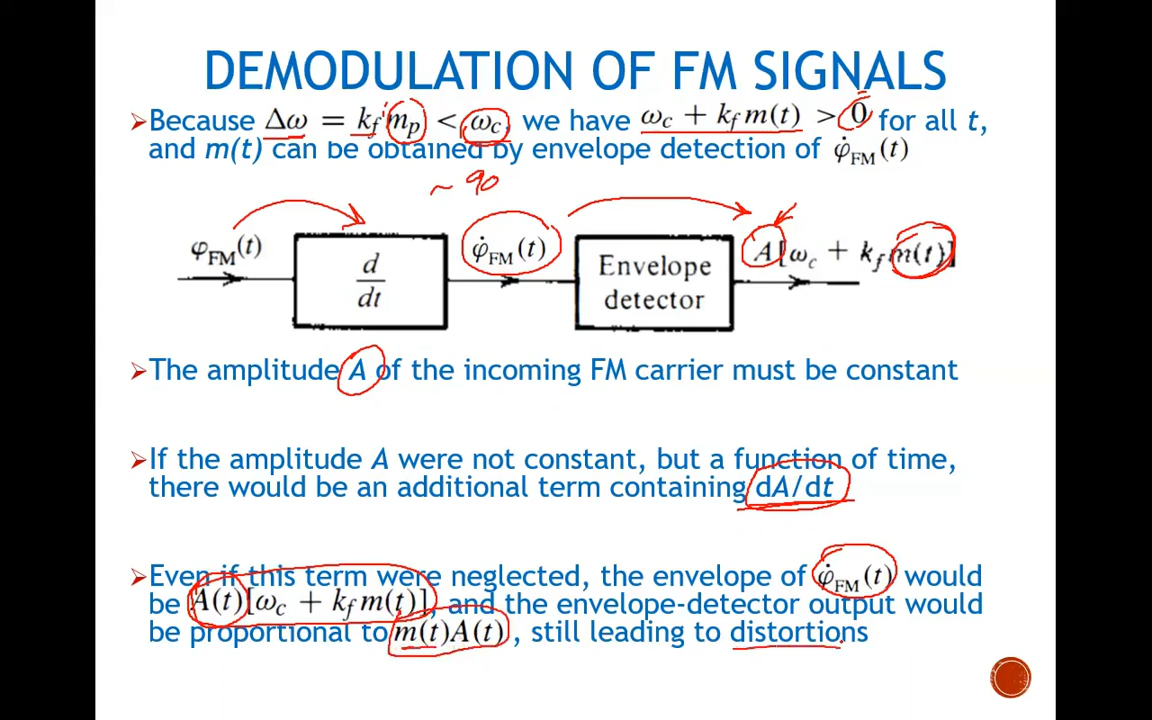 DEMODULATION OF FM SIGNALS
➢Because Δω = k_f m_p < ω_c, we have ω_c + k_f m(t) > 0 for all t,
and m(t) can be obtained by envelope detection of φ̇_FM(t)
~ 90
φ_FM(t) d/dt φ̇_FM(t) Envelope detector A[ω_c + k_f m(t)]
➢The amplitude A of the incoming FM carrier must be constant
➢If the amplitude A were not constant, but a function of time,
there would be an additional term containing dA/dt
➢Even if this term were neglected, the envelope of φ̇_FM(t) would
be A(t)[ω_c + k_f m(t)], and the envelope-detector output would
be proportional to m(t)A(t), still leading to distortions